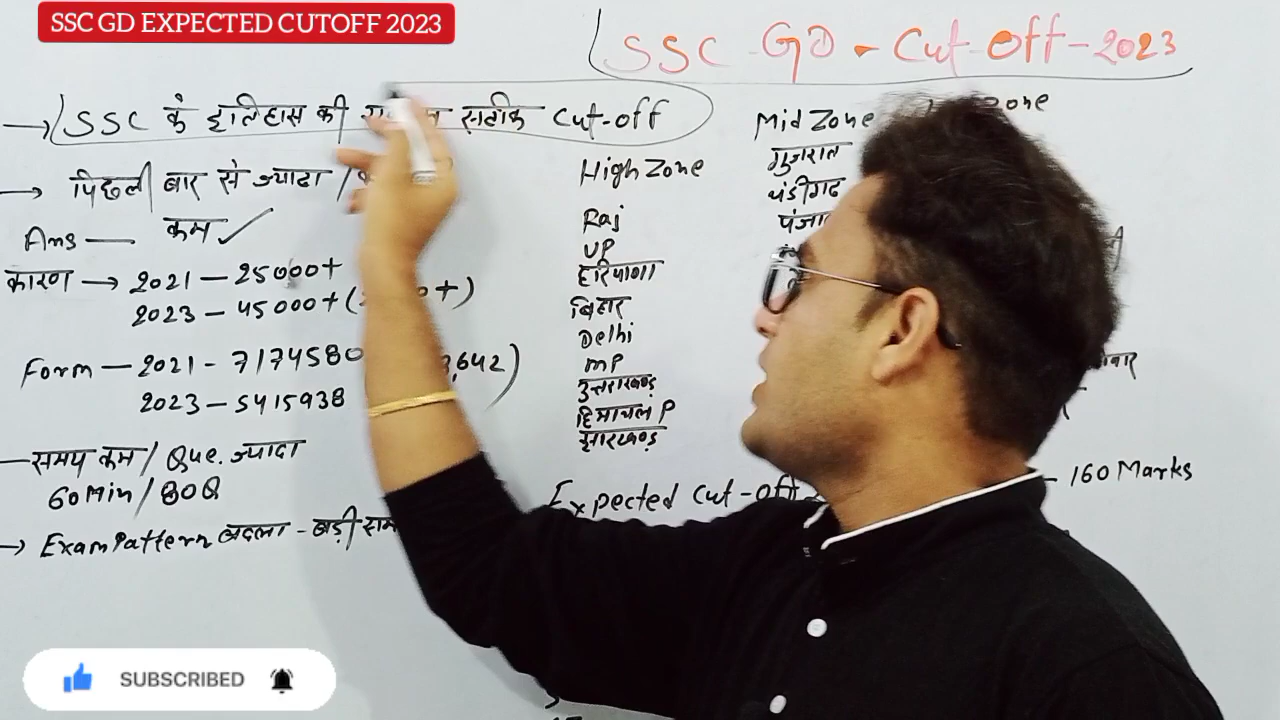 SSC GD EXPECTED CUTOFF 2023
SSC - GD - Cut-Off-2023
→ SSC के इतिहास की सटीक Cut-off
→ पिछली बार से ज्यादा /
Ans — कम ✓
कारण → 2021 — 25000+
2023 — 45000+ (
Form — 2021 - 7174580
2023 — 5415938
समय कम / Que. ज्यादा
60 Min / 80Q
→ Exam Pattern बदला - बड़ी
High Zone
Raj
UP
हरियाणा
बिहार
Delhi
MP
उत्तराखण्ड
हिमाचल P
झारखण्ड
Mid Zone
गुजरात
चंडीगढ
Expected Cut-off
- 160 Marks
SUBSCRIBED